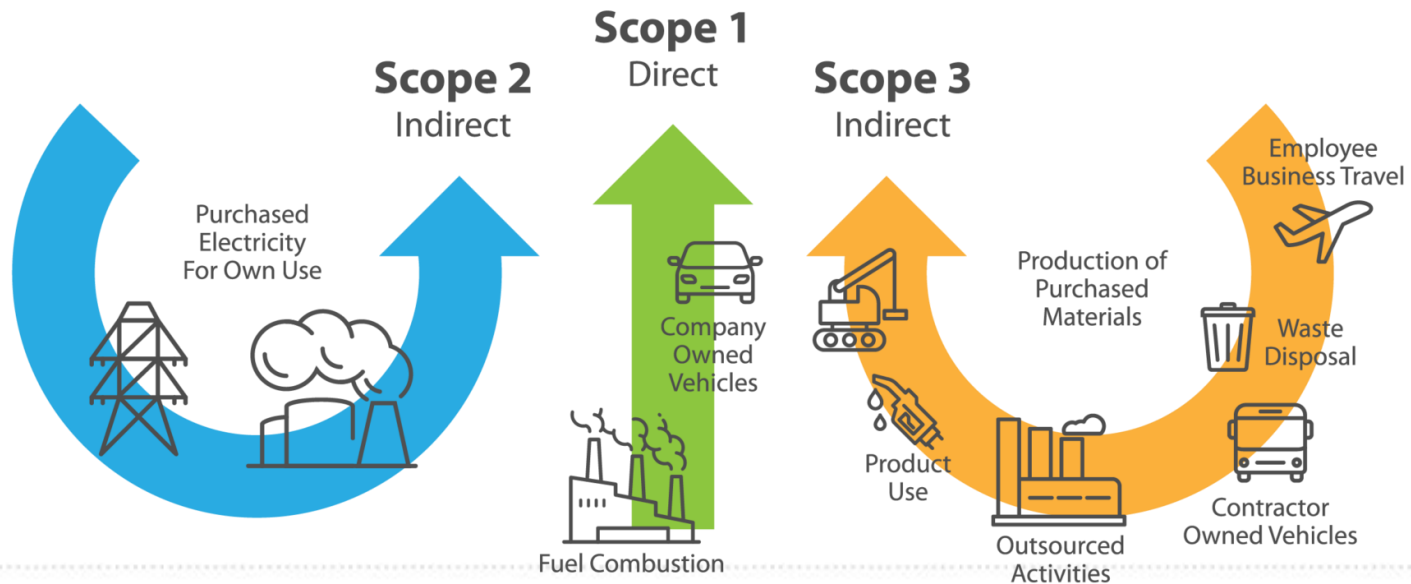 Scope 1
Direct
Scope 2
Indirect
Scope 3
Indirect
Purchased
Electricity
For Own Use
Company
Owned
Vehicles
Fuel Combustion
Employee
Business Travel
Production of
Purchased
Materials
Waste
Disposal
Product
Use
Contractor
Owned Vehicles
Outsourced
Activities